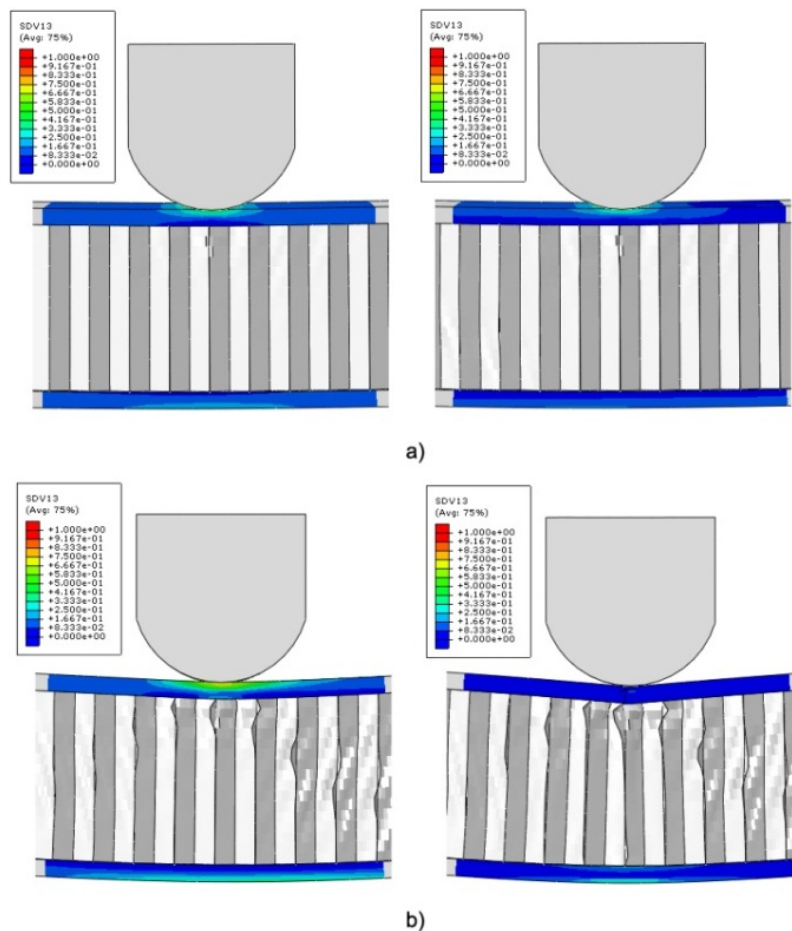 SDV13
(Avg: 75%)
+1.000e+00
+9.167e-01
+8.333e-01
+7.500e-01
+6.667e-01
+5.833e-01
+5.000e-01
+4.167e-01
+3.333e-01
+2.500e-01
+1.667e-01
+8.333e-02
+0.000e+00
SDV13
(Avg: 75%)
+1.000e+00
+9.167e-01
+8.333e-01
+7.500e-01
+6.667e-01
+5.833e-01
+5.000e-01
+4.167e-01
+3.333e-01
+2.500e-01
+1.667e-01
+8.333e-02
+0.000e+00
a)
SDV13
(Avg: 75%)
+1.000e+00
+9.167e-01
+8.333e-01
+7.500e-01
+6.667e-01
+5.833e-01
+5.000e-01
+4.167e-01
+3.333e-01
+2.500e-01
+1.667e-01
+8.333e-02
+0.000e+00
SDV13
(Avg: 75%)
+1.000e+00
+9.167e-01
+8.333e-01
+7.500e-01
+6.667e-01
+5.833e-01
+5.000e-01
+4.167e-01
+3.333e-01
+2.500e-01
+1.667e-01
+8.333e-02
+0.000e+00
b)